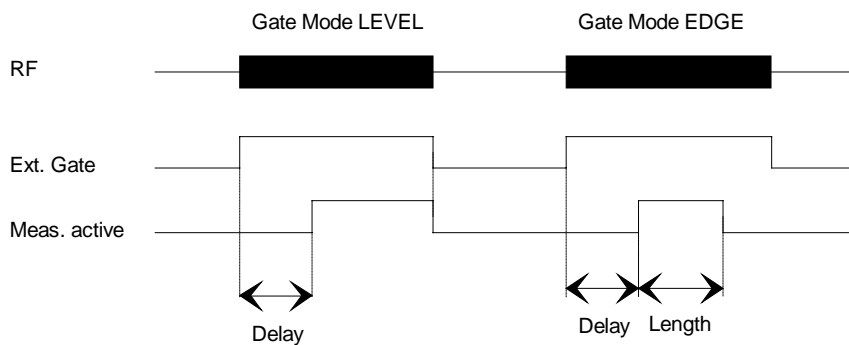 Gate Mode LEVEL
Gate Mode EDGE
RF
Ext. Gate
Meas. active
Delay
Delay
Length